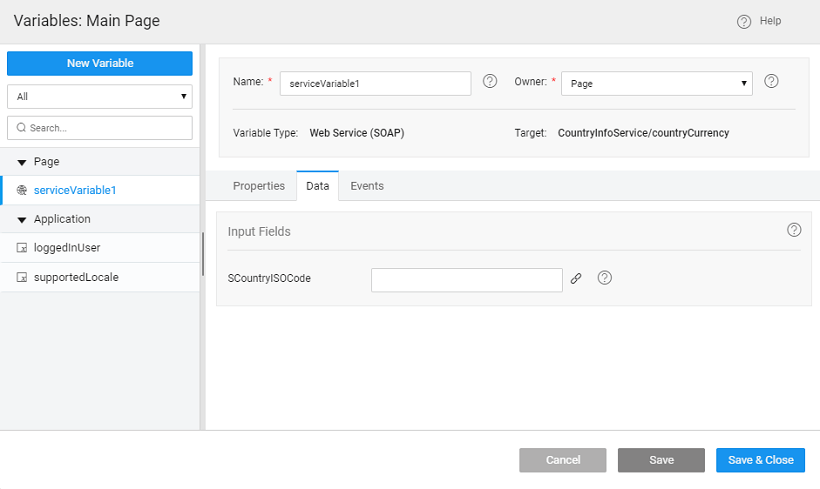 Variables: Main Page
Help
New Variable
All
Search...
Page
serviceVariable1
Application
loggedInUser
supportedLocale
Name: * serviceVariable1
Owner: * Page
Variable Type: Web Service (SOAP)
Target: CountryInfoService/countryCurrency
Properties Data Events
Input Fields
SCountryISOCode
Cancel Save Save & Close